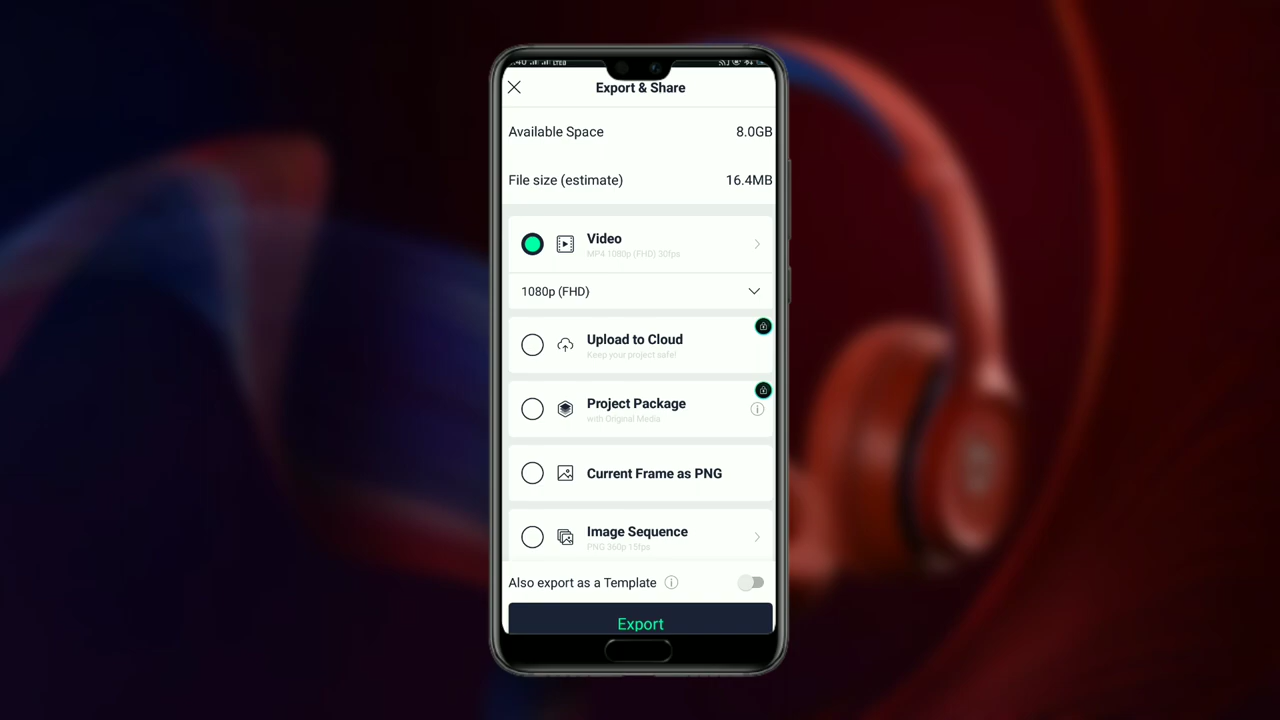 Export & Share
Available Space
8.0GB
File size (estimate)
16.4MB
Video
MP4 1080p (FHD) 30fps
1080p (FHD)
Upload to Cloud
Keep your project safe!
Project Package
with Original Media
Current Frame as PNG
Image Sequence
PNG 360p 15fps
Also export as a Template
Export